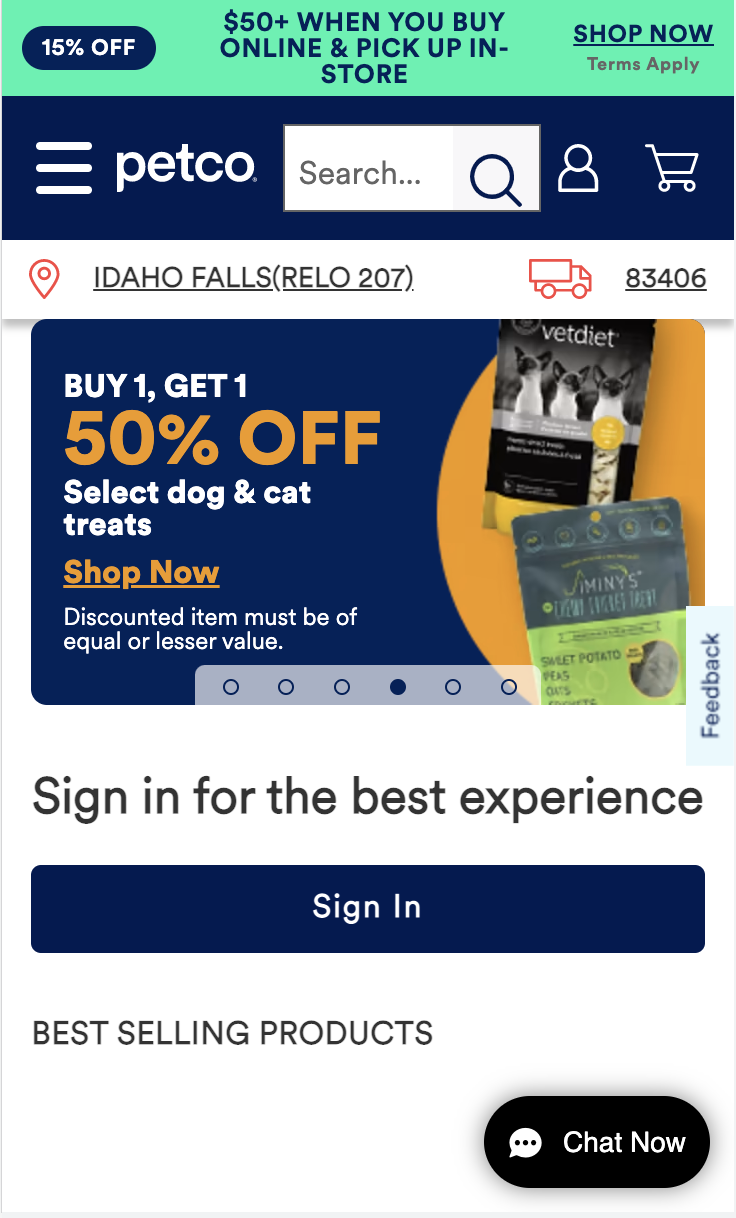 15% OFF
$50+ WHEN YOU BUY
ONLINE & PICK UP IN-
STORE
SHOP NOW
Terms Apply
petco
Search...
IDAHO FALLS(RELO 207)
83406
BUY 1, GET 1
50% OFF
Select dog & cat
treats
Shop Now
Discounted item must be of
equal or lesser value.
vetdiet
JIMINY'S
CHEWY CRICKET TREAT
SWEET POTATO
PEAS
OATS
Feedback
Sign in for the best experience
Sign In
BEST SELLING PRODUCTS
Chat Now